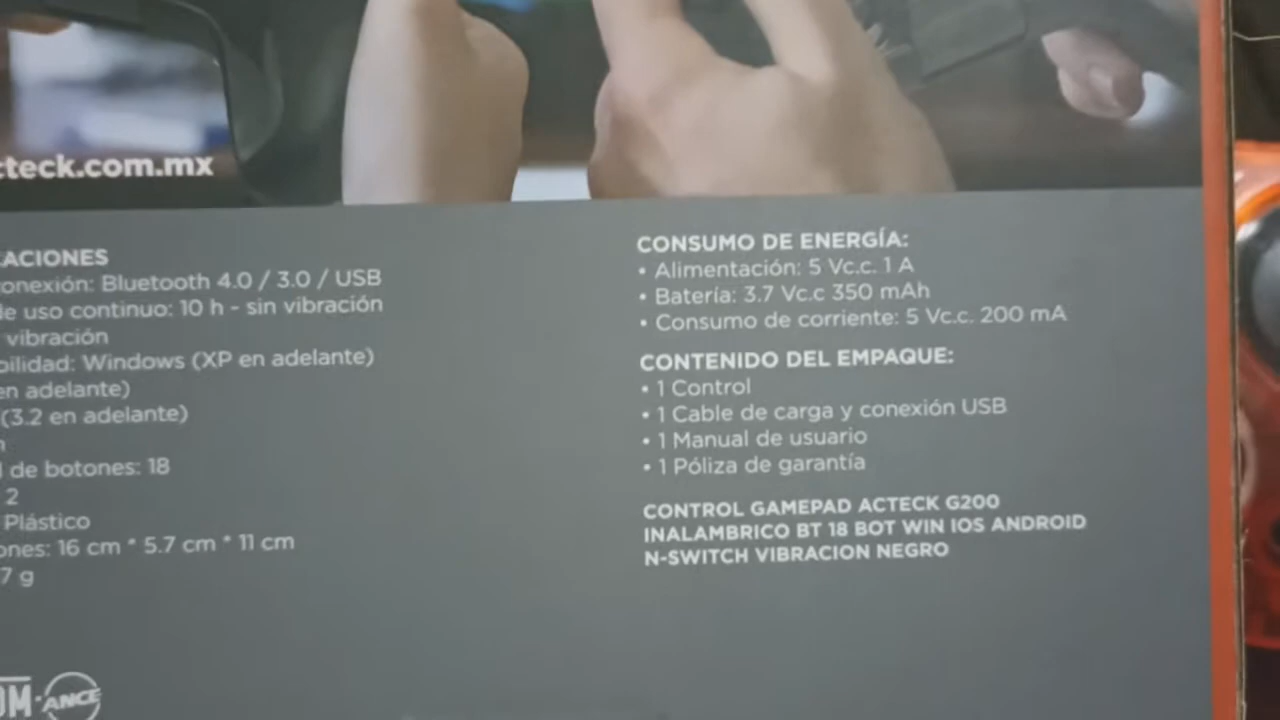 cteck.com.mx
ACIONES
onexión: Bluetooth 4.0 / 3.0 / USB
de uso continuo: 10 h - sin vibración
vibración
bilidad: Windows (XP en adelante)
en adelante)
(3.2 en adelante)
l de botones: 18
2
Plástico
ones: 16 cm * 5.7 cm * 11 cm
7 g
ANCE
CONSUMO DE ENERGÍA:
• Alimentación: 5 Vc.c. 1 A
• Batería: 3.7 Vc.c 350 mAh
• Consumo de corriente: 5 Vc.c. 200 mA
CONTENIDO DEL EMPAQUE:
• 1 Control
• 1 Cable de carga y conexión USB
• 1 Manual de usuario
• 1 Póliza de garantía
CONTROL GAMEPAD ACTECK G200
INALAMBRICO BT 18 BOT WIN IOS ANDROID
N-SWITCH VIBRACION NEGRO